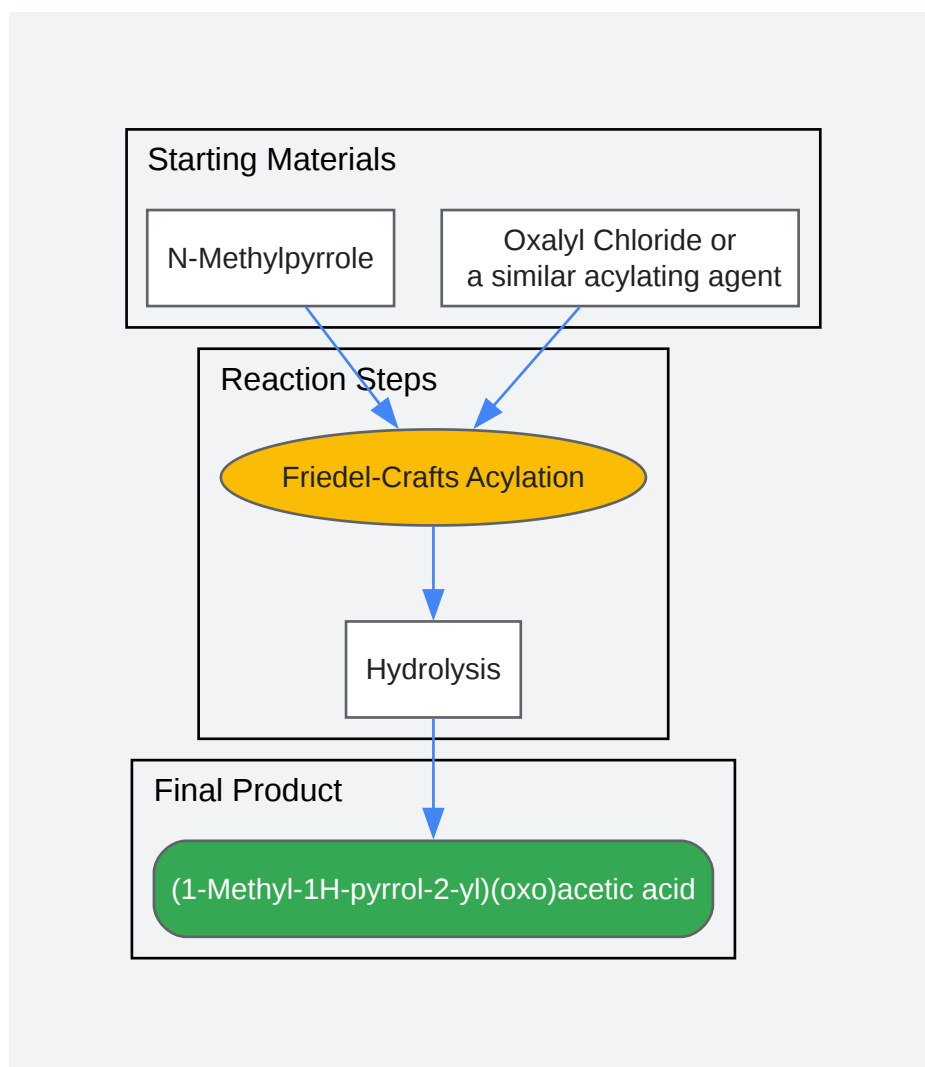 Starting Materials
N-Methylpyrrole
Oxalyl Chloride or
a similar acylating agent
Reaction Steps
Friedel-Crafts Acylation
Hydrolysis
Final Product
(1-Methyl-1H-pyrrol-2-yl)(oxo)acetic acid